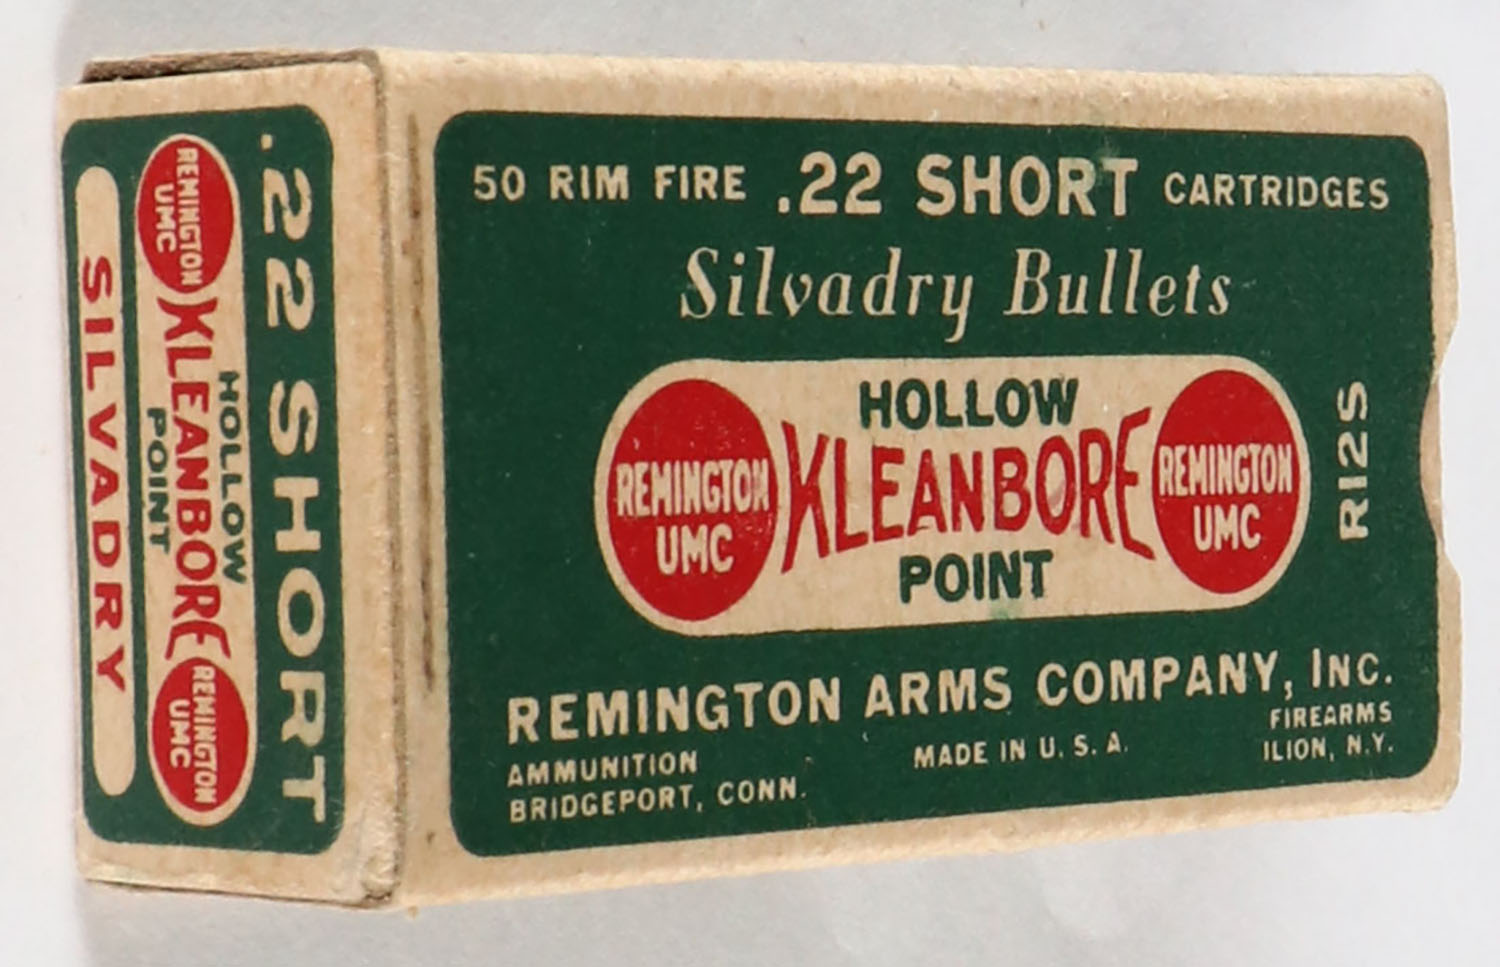 50 RIM FIRE .22 SHORT CARTRIDGES
Silvadry Bullets
HOLLOW
REMINGTON UMC
KLEANBORE
REMINGTON UMC
POINT
R12S
REMINGTON ARMS COMPANY, INC.
AMMUNITION
BRIDGEPORT, CONN.
MADE IN U. S. A.
FIREARMS
ILION, N.Y.
.22 SHORT
HOLLOW
REMINGTON UMC
KLEANBORE
REMINGTON UMC
POINT
SILVADRY